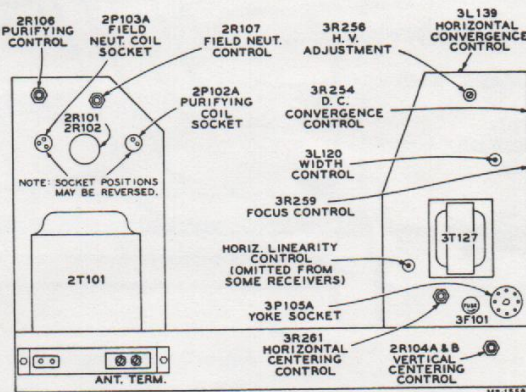 2R106
PURIFYING
CONTROL
2P103A
FIELD
NEUT. COIL
SOCKET
2R107
FIELD NEUT.
CONTROL
2P102A
PURIFYING
COIL
SOCKET
2R101
2R102
NOTE: SOCKET POSITIONS
MAY BE REVERSED.
2T101
ANT. TERM.
3R256
H. V.
ADJUSTMENT
3L139
HORIZONTAL
CONVERGENCE
CONTROL
3R254
D. C.
CONVERGENCE
CONTROL
3L120
WIDTH
CONTROL
3R259
FOCUS CONTROL
3T127
HORIZ. LINEARITY
CONTROL
(OMITTED FROM
SOME RECEIVERS)
3P105A
YOKE SOCKET
FUSE
3F101
3R261
HORIZONTAL
CENTERING
CONTROL
2R104A & B
VERTICAL
CENTERING
CONTROL